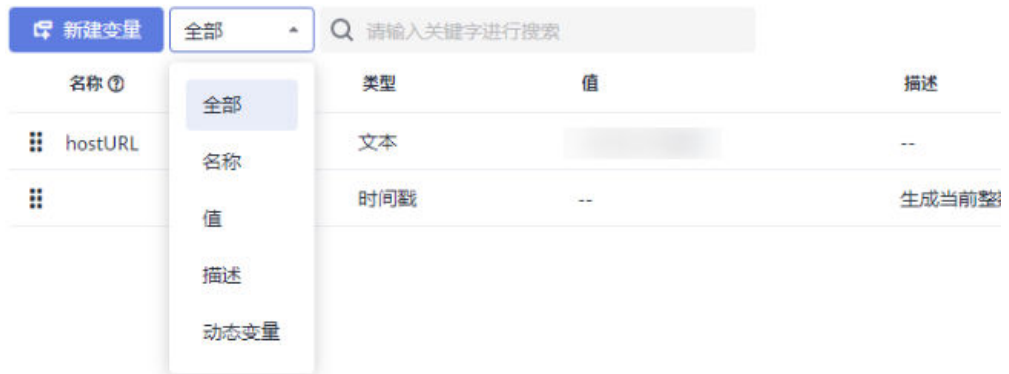 新建变量 全部 请输入关键字进行搜索
名称 类型 值 描述
全部
hostURL 文本 --
名称
时间戳 -- 生成当前整
值
描述
动态变量